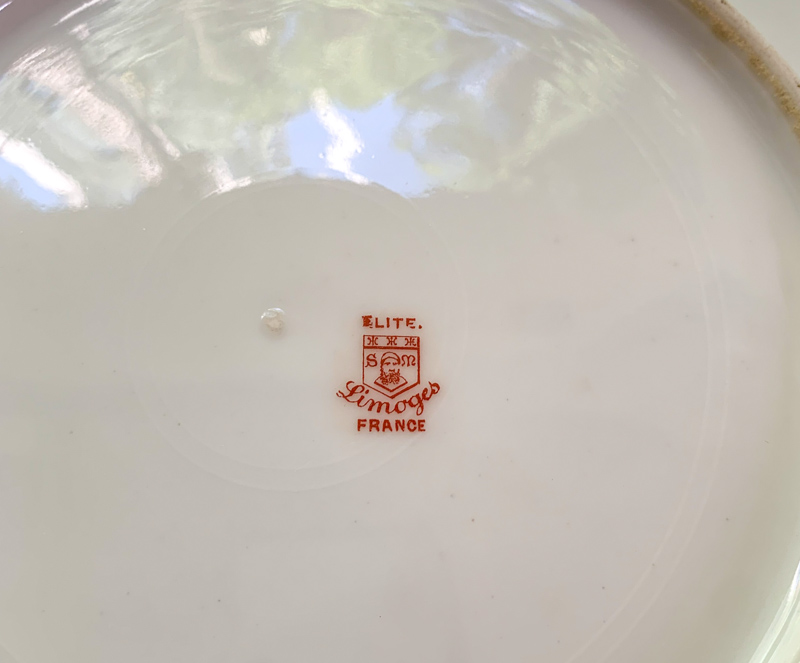 ELITE.
S M
Limoges
FRANCE